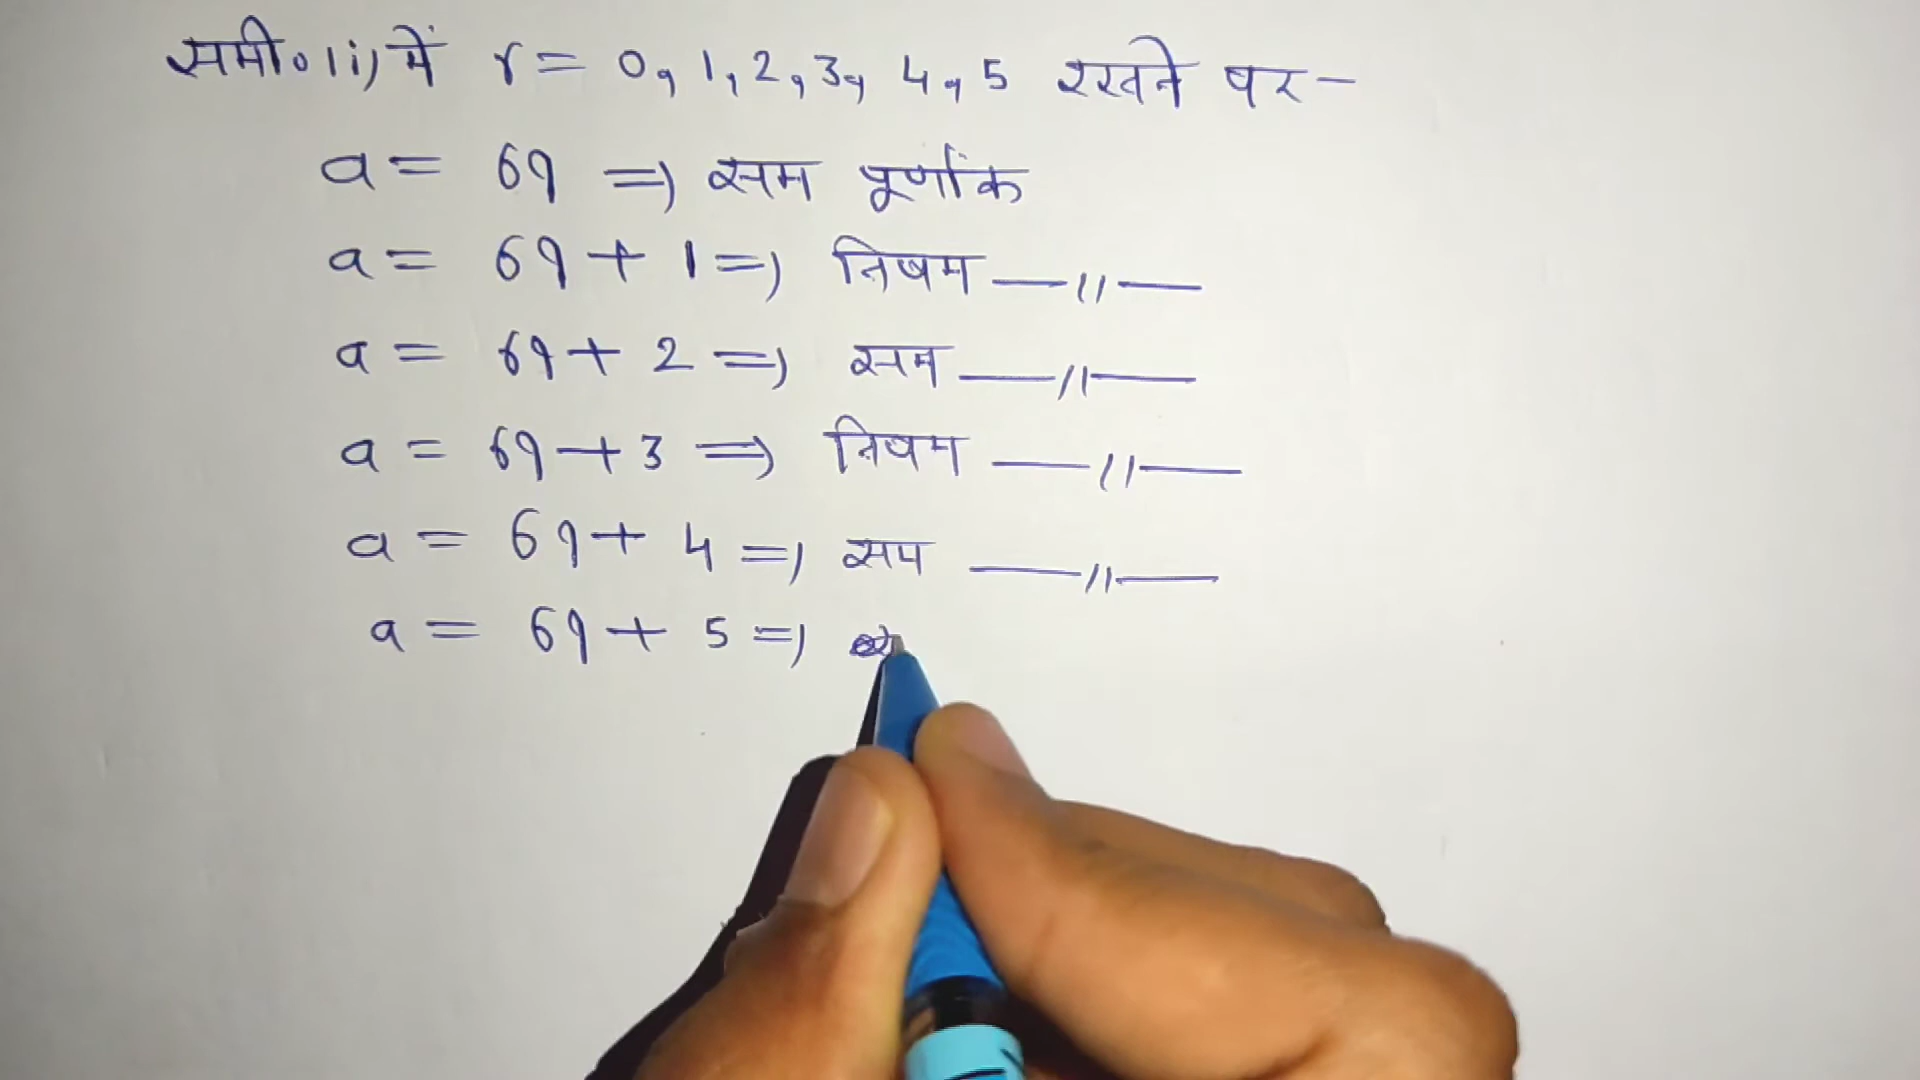 समी० (i) में r = 0, 1, 2, 3, 4, 5 रखने पर –
a = 6q => सम पूर्णांक
a = 6q + 1 => विषम —〃—
a = 6q + 2 => सम —〃—
a = 6q + 3 => विषम —〃—
a = 6q + 4 => सम —〃—
a = 6q + 5 =>